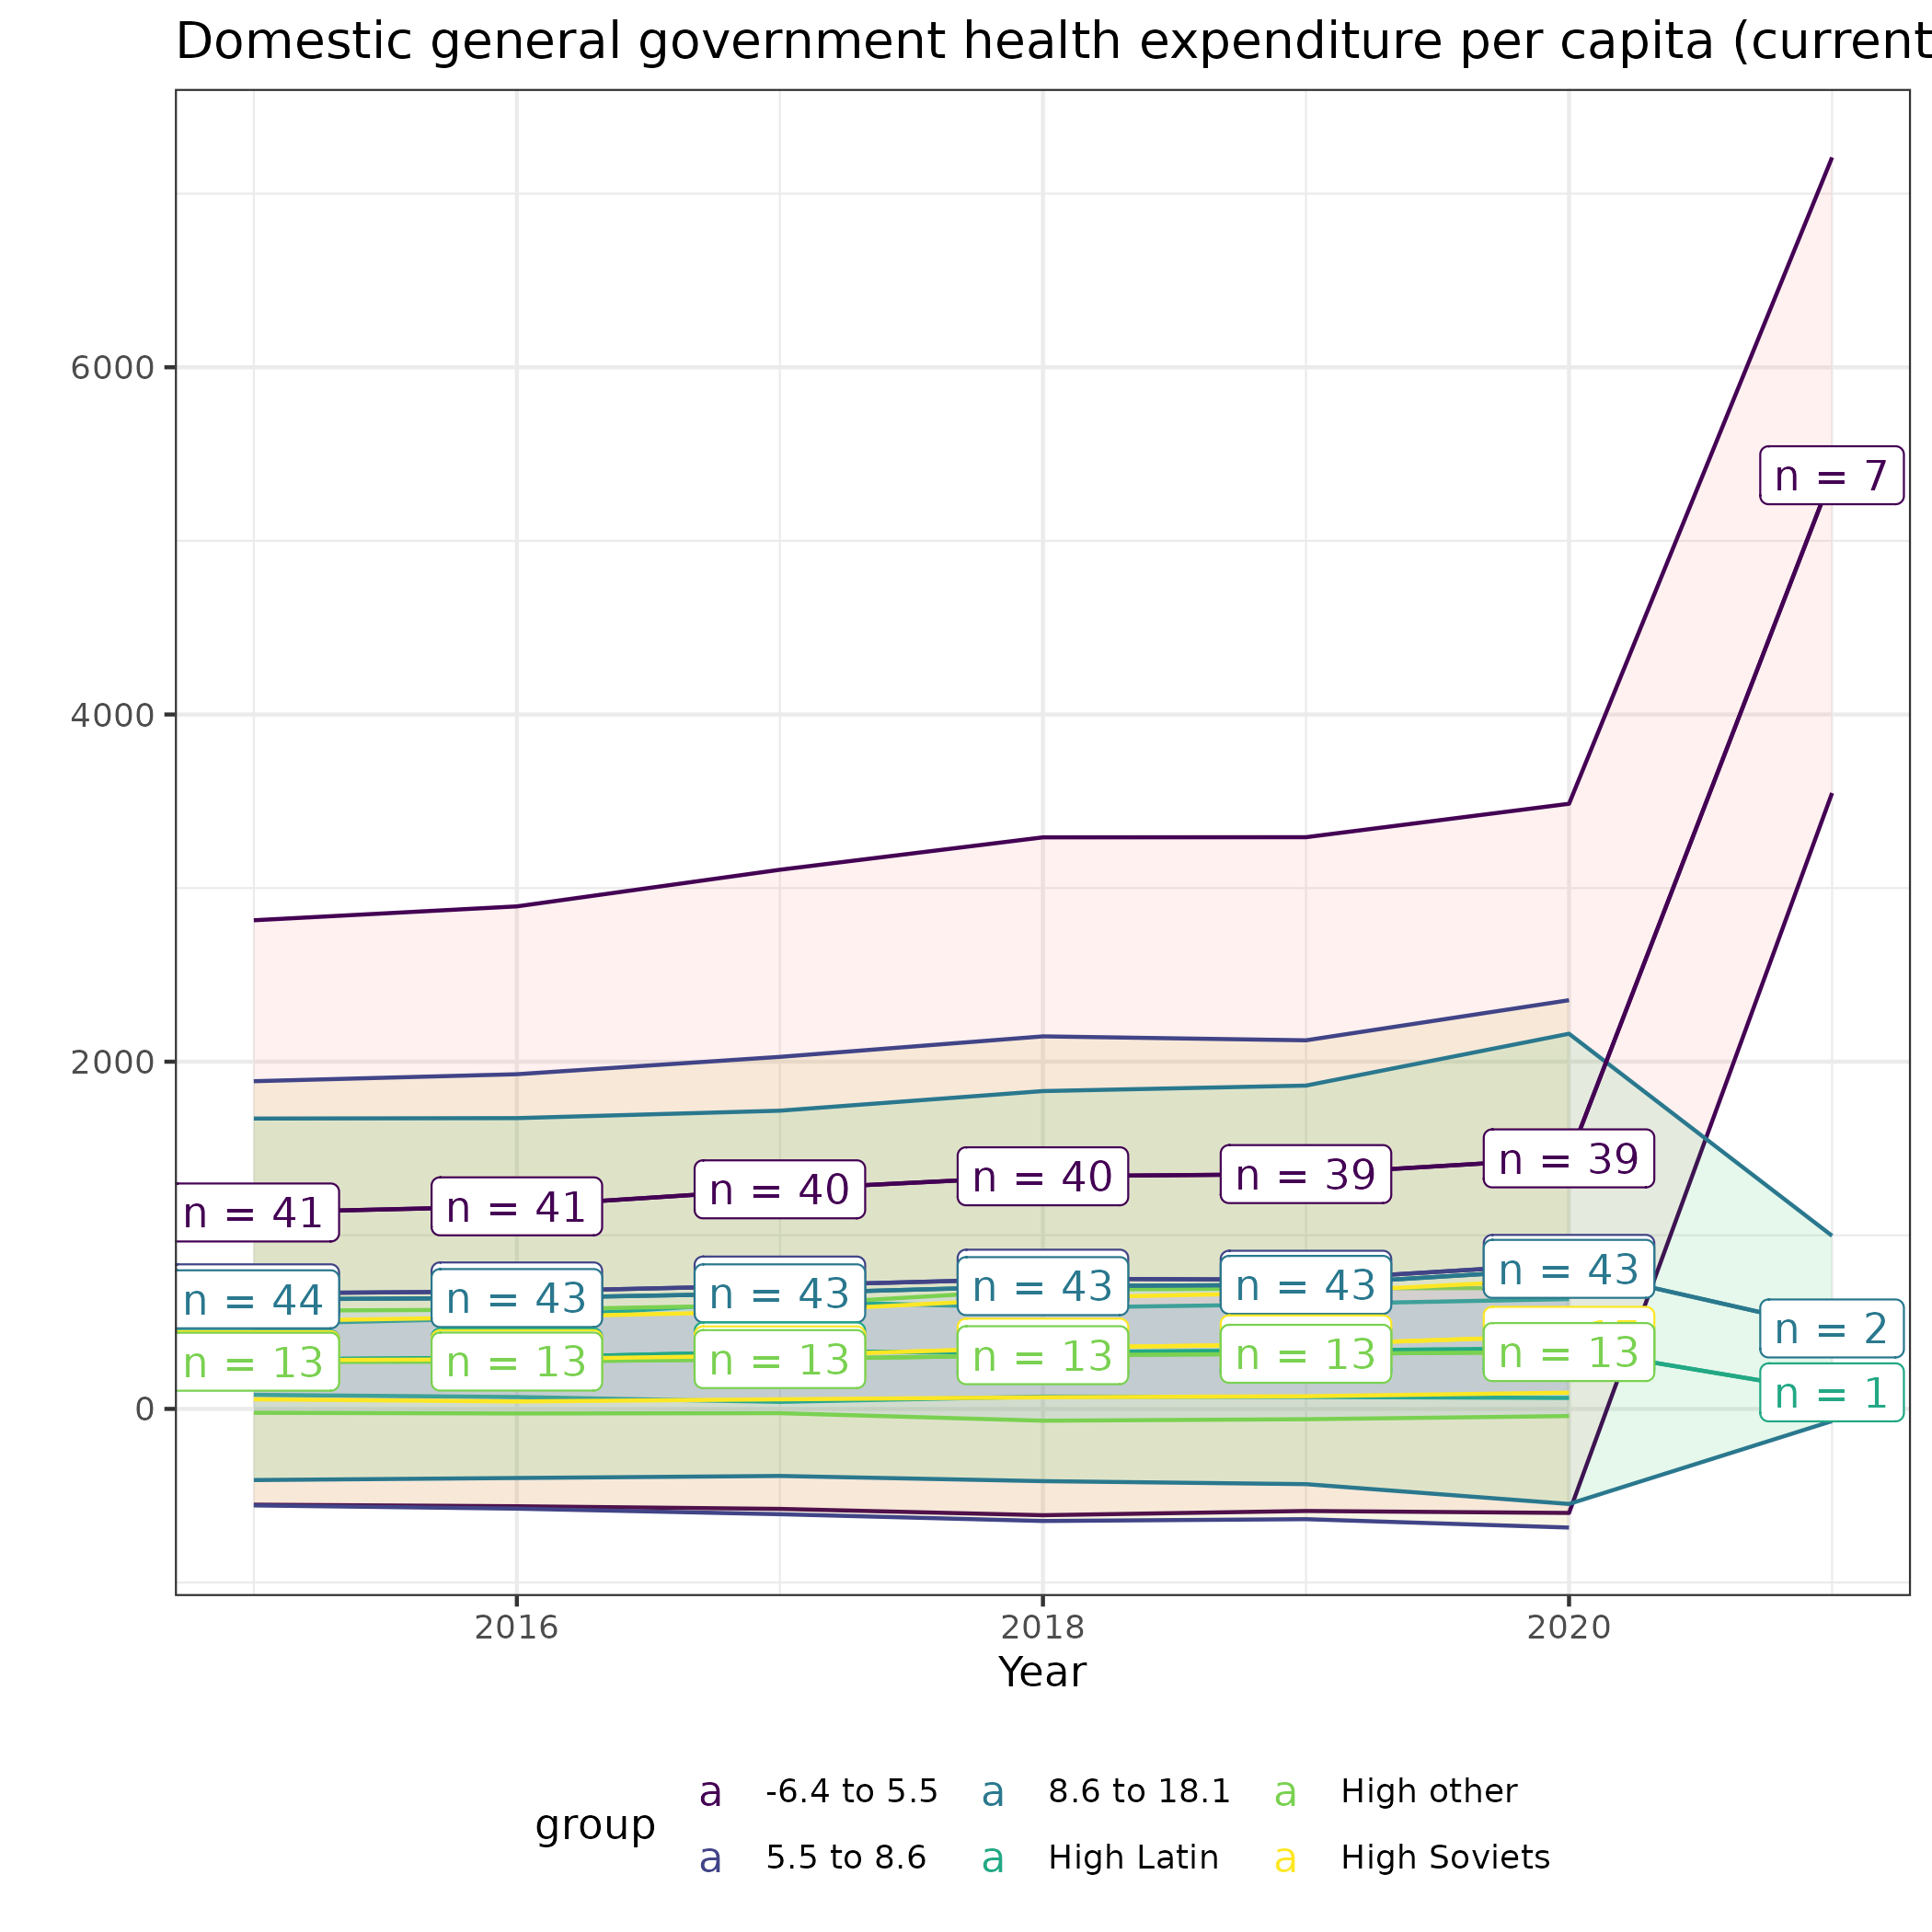 Domestic general government health expenditure per capita (current
6000
4000
2000
0
n = 7
n = 41
n = 41
n = 40
n = 40
n = 39
n = 39
n = 44
n = 43
n = 43
n = 43
n = 43
n = 43
n = 2
n = 13
n = 13
n = 13
n = 13
n = 13
n = 13
n = 1
2016
2018
2020
Year
group
a -6.4 to 5.5
a 8.6 to 18.1
a High other
a 5.5 to 8.6
a High Latin
a High Soviets